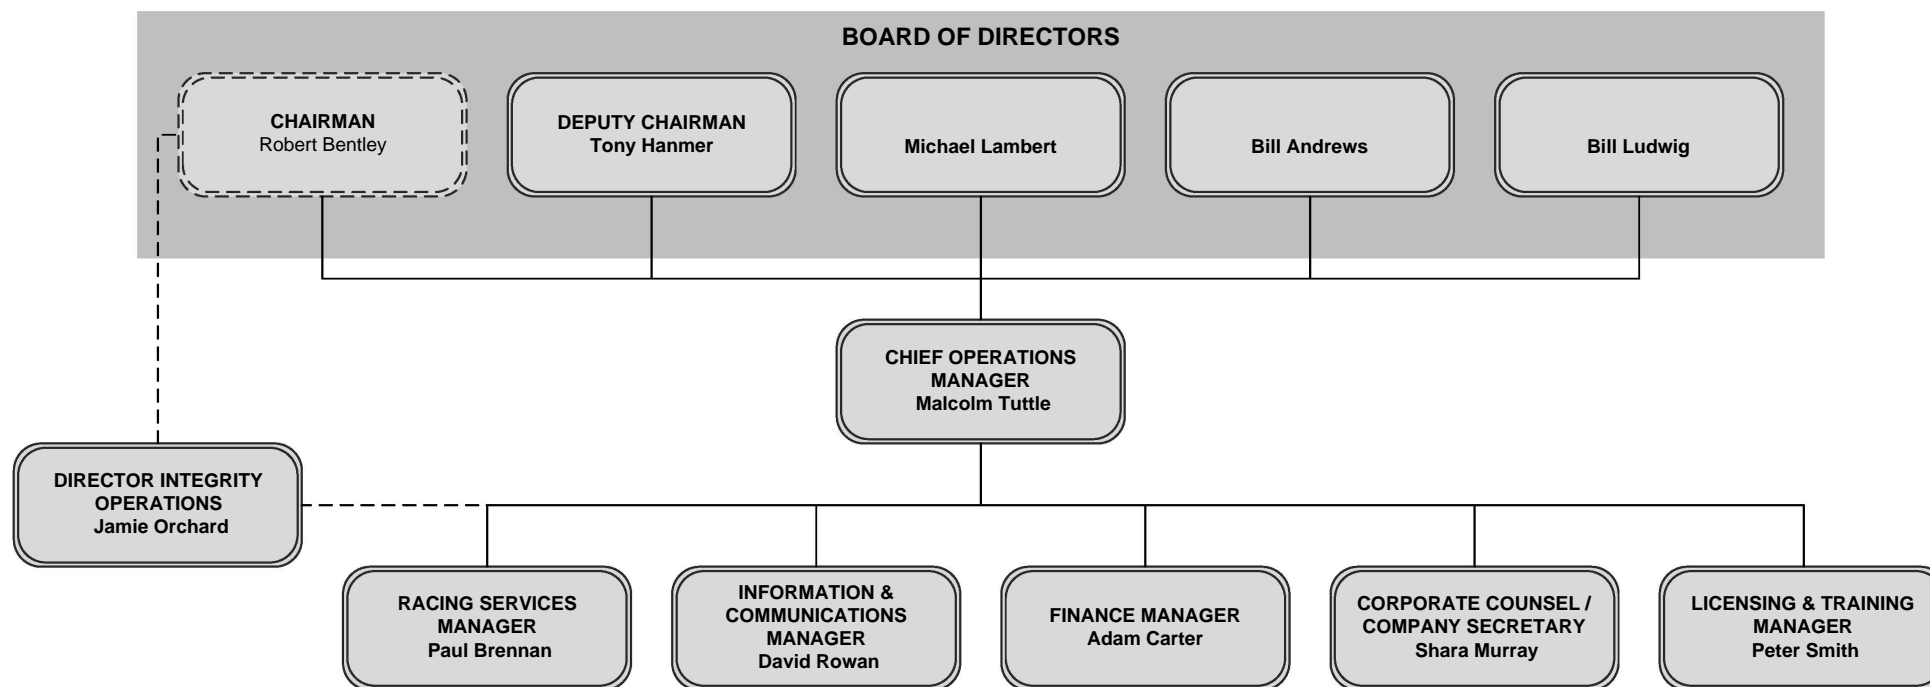 BOARD OF DIRECTORS
CHAIRMAN
Robert Bentley
DEPUTY CHAIRMAN
Tony Hanmer
Michael Lambert
Bill Andrews
Bill Ludwig
CHIEF OPERATIONS
MANAGER
Malcolm Tuttle
DIRECTOR INTEGRITY
OPERATIONS
Jamie Orchard
RACING SERVICES
MANAGER
Paul Brennan
INFORMATION &
COMMUNICATIONS
MANAGER
David Rowan
FINANCE MANAGER
Adam Carter
CORPORATE COUNSEL /
COMPANY SECRETARY
Shara Murray
LICENSING & TRAINING
MANAGER
Peter Smith